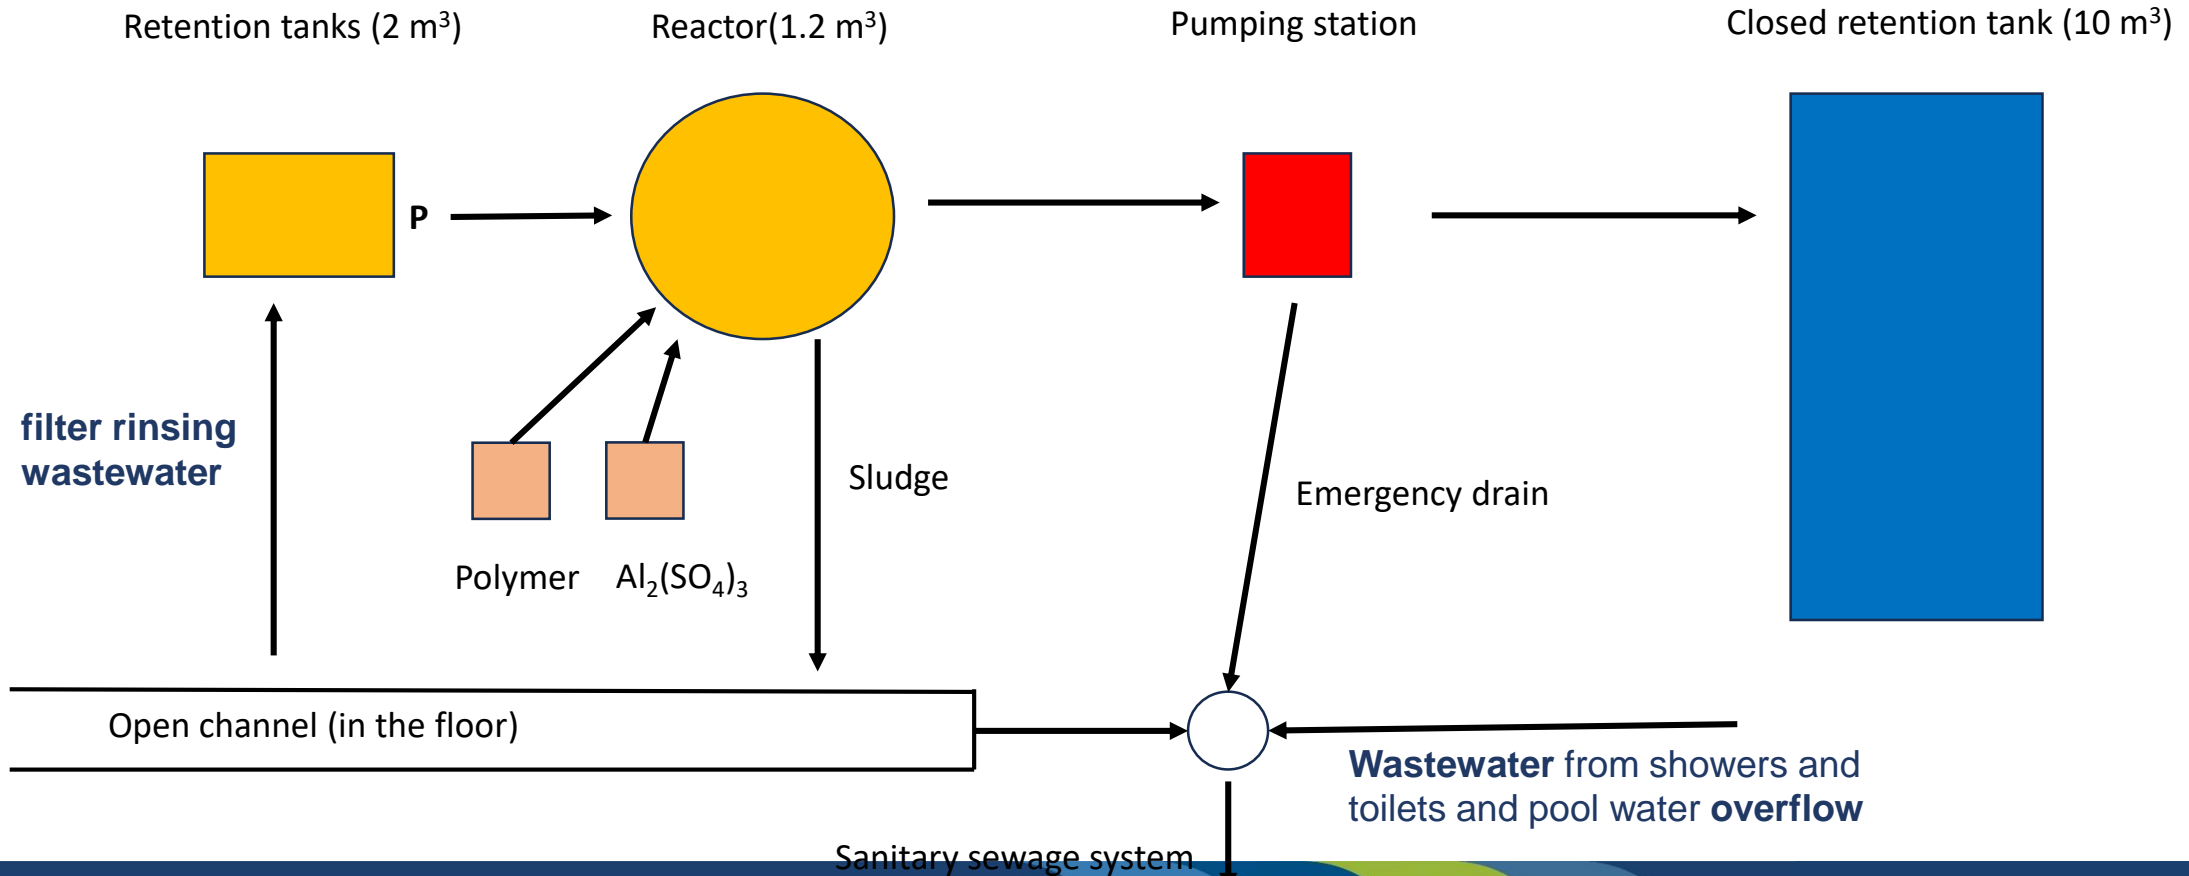 Retention tanks (2 m³)
Reactor(1.2 m³)
Pumping station
Closed retention tank (10 m³)
P
filter rinsing
wastewater
Sludge
Emergency drain
Polymer
Al₂(SO₄)₃
Open channel (in the floor)
Wastewater from showers and
toilets and pool water overflow
Sanitary sewage system